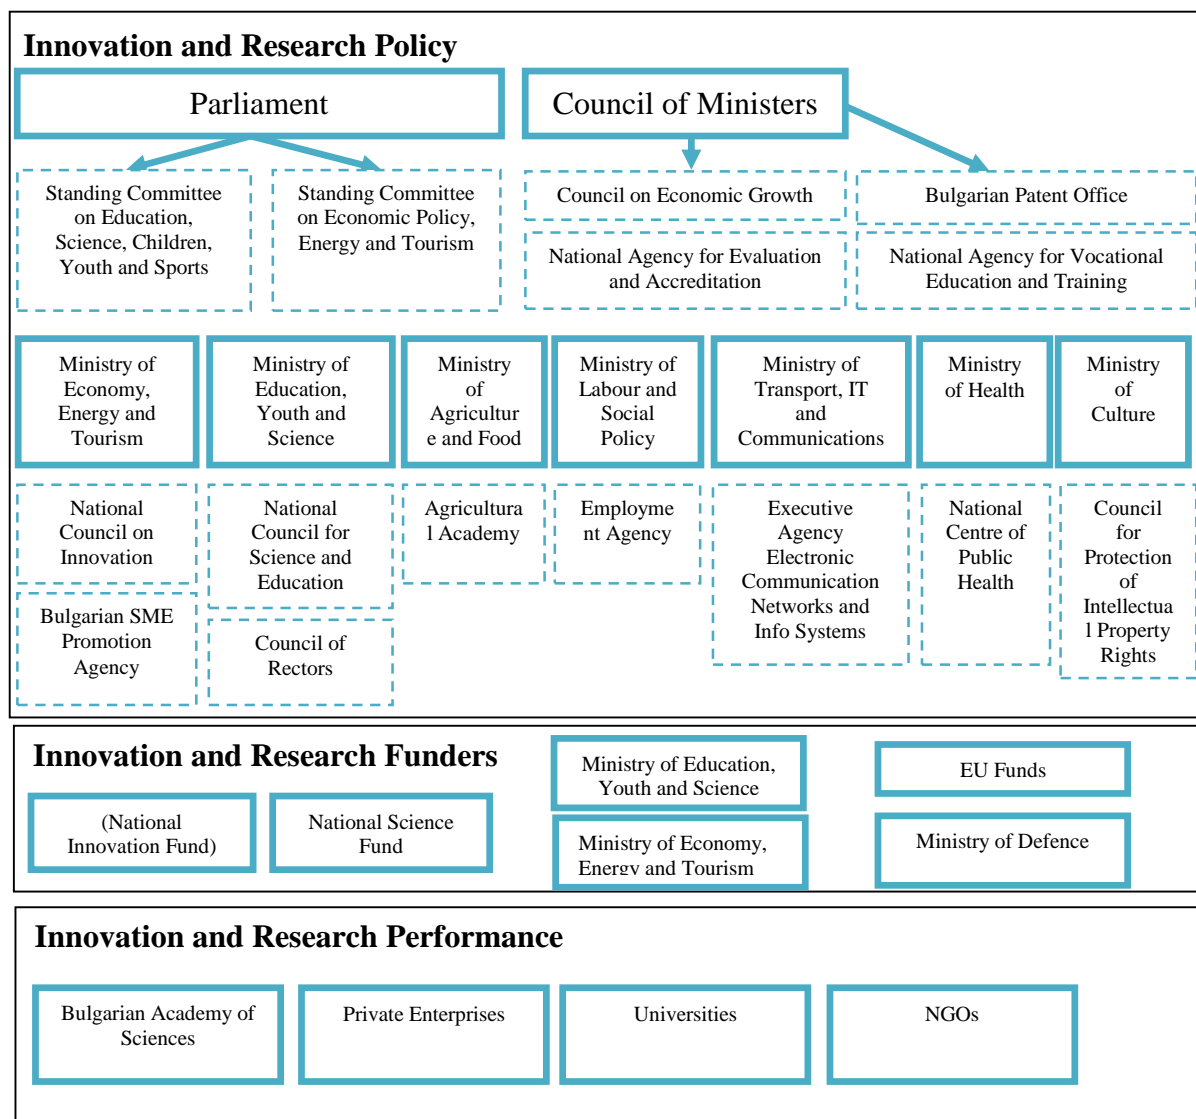 Innovation and Research Policy
Parliament
Council of Ministers
Standing Committee
on Education,
Science, Children,
Youth and Sports
Standing Committee
on Economic Policy,
Energy and Tourism
Council on Economic Growth
Bulgarian Patent Office
National Agency for Evaluation
and Accreditation
National Agency for Vocational
Education and Training
Ministry of
Economy,
Energy and
Tourism
Ministry of
Education,
Youth and
Science
Ministry
of
Agricultur
e and Food
Ministry of
Labour and
Social
Policy
Ministry of
Transport, IT
and
Communications
Ministry
of Health
Ministry
of
Culture
National
Council on
Innovation
National
Council for
Science and
Education
Agricultura
l Academy
Employme
nt Agency
Executive
Agency
Electronic
Communication
Networks and
Info Systems
National
Centre of
Public
Health
Council
for
Protection
of
Intellectua
l Property
Rights
Bulgarian SME
Promotion
Agency
Council of
Rectors
Innovation and Research Funders
(National
Innovation Fund)
National Science
Fund
Ministry of Education,
Youth and Science
Ministry of Economy,
Energy and Tourism
EU Funds
Ministry of Defence
Innovation and Research Performance
Bulgarian Academy of
Sciences
Private Enterprises
Universities
NGOs